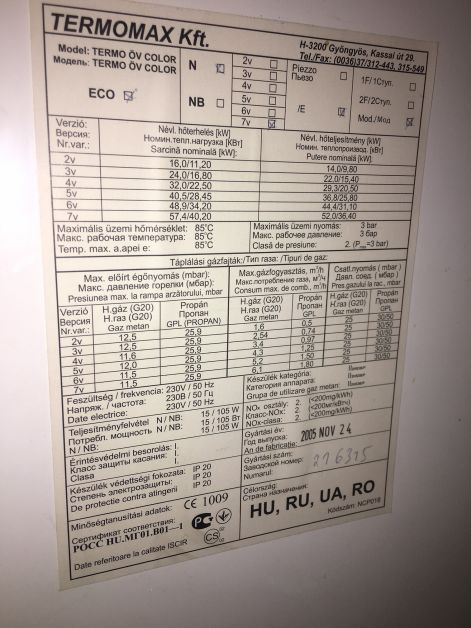 TERMOMAX Kft.
H-3200 Gyöngyös, Kassai út 29.
Tel./Fax: (0036)37/312-443, 315-549
Model: TERMO ÖV COLOR
Модель: TERMO ÖV COLOR
ECO
N
NB
2v
3v
4v
5v
6v
7v
Piezzo
Пьезо
/E
1F/1Ступ.
2F/2Ступ.
Mod./Мод
Verzió:
Версия:
Nr.var.:
Névl. hőterhelés [kW]
Номин.тепл.нагрузка [КВт]
Sarcină nominală [kW]:
Névl. hőteljesítmény [kW]:
Номин. теплопроизвод. [кВт]
Putere nominală [kW]:
2v 16,0/11,20 14,0/9,80
3v 24,0/16,80 22,0/15,40
4v 32,0/22,50 29,3/20,50
5v 40,5/28,45 36,8/25,80
6v 48,9/34,20 44,4/31,10
7v 57,4/40,20 52,0/36,40
Maximális üzemi hőmérséklet: 85°C
Макс. рабочая температура: 85°C
Temp. max. a.apei e: 85°C
Maximális üzemi nyomás: 3 bar
Макс. рабочее давление: 3 бар
Clasă de presiune: 2. (Pmax=3 bar)
Táplálási gázfajták:/Тип газа:/Tipuri de gaz:
Max. előírt égőnyomás (mbar):
Макс. давление горелки (мбар):
Presiunea max. la rampa arzătorului, mbar
Max.gázfogyasztás, m³/h
Макс.потребление газа, м³/ч
Consum max. de comb., m³/h
Csatl.nyomás ( mbar )
Давл. соед. ( мбар )
Pres.gazului la rac., mbar
Verzió
Версия
Nr.var.:
H.gáz (G20)
H.газ (G20)
Gaz metan
Propán
Пропан
GPL (PROPAN)
H.gáz (G20)
H.газ (G20)
Gaz metan
Propán
Пропан
GPL
H.gáz (G20)
H.газ (G20)
Gaz metan
Propán
Пропан
GPL
2v 12,5 25,9 1,6 0,5 25 30/50
3v 12,5 25,9 2,54 0,74 25 30/50
4v 11,6 25,9 3,4 0,97 25 30/50
5v 12,0 25,9 4,3 1,25 25 30/50
6v 11,5 25,9 5,2 1,50 25 30/50
7v 11,5 25,9 6,1 1,80 25 30/50
Feszültség / frekvencia: 230V / 50 Hz
Напряж. / частота: 230В / 50 Гц
Date electrice: 230V / 50 Hz
Készülék kategória:
Категория аппарата:
Grupa de utilizare gaz metan:
Teljesítményfelvétel N / NB: 15 / 105 W
Потребл. мощность N / NB: 15 / 105 Вт
N / NB: 15 / 105 W
NOx osztály: 2. (<200mg/kWh)
Класс-NOx: 2.
NOx-clasa: 2. (<200mg/kWh)
Érintésvédelmi besorolás: I.
Класс защиты касания: I.
Clasa I.
Gyártási év:
Год выпуска:
An de fabricație:
2005 NOV 24
Készülék védettségi fokozata: IP 20
Степень электрозащиты: IP 20
De protectie contra atingeri IP 20
Gyártási szám:
Заводской номер:
Numarul:
216315
Minőségtanusítási adatok:
CE 1009
Сертификат соответствия:
РОСС HU.МГ01.В01—1
Date referitoare la calitate ISCIR
Célország:
Страна назначения:
HU, RU, UA, RO
Kódszám: NCP018